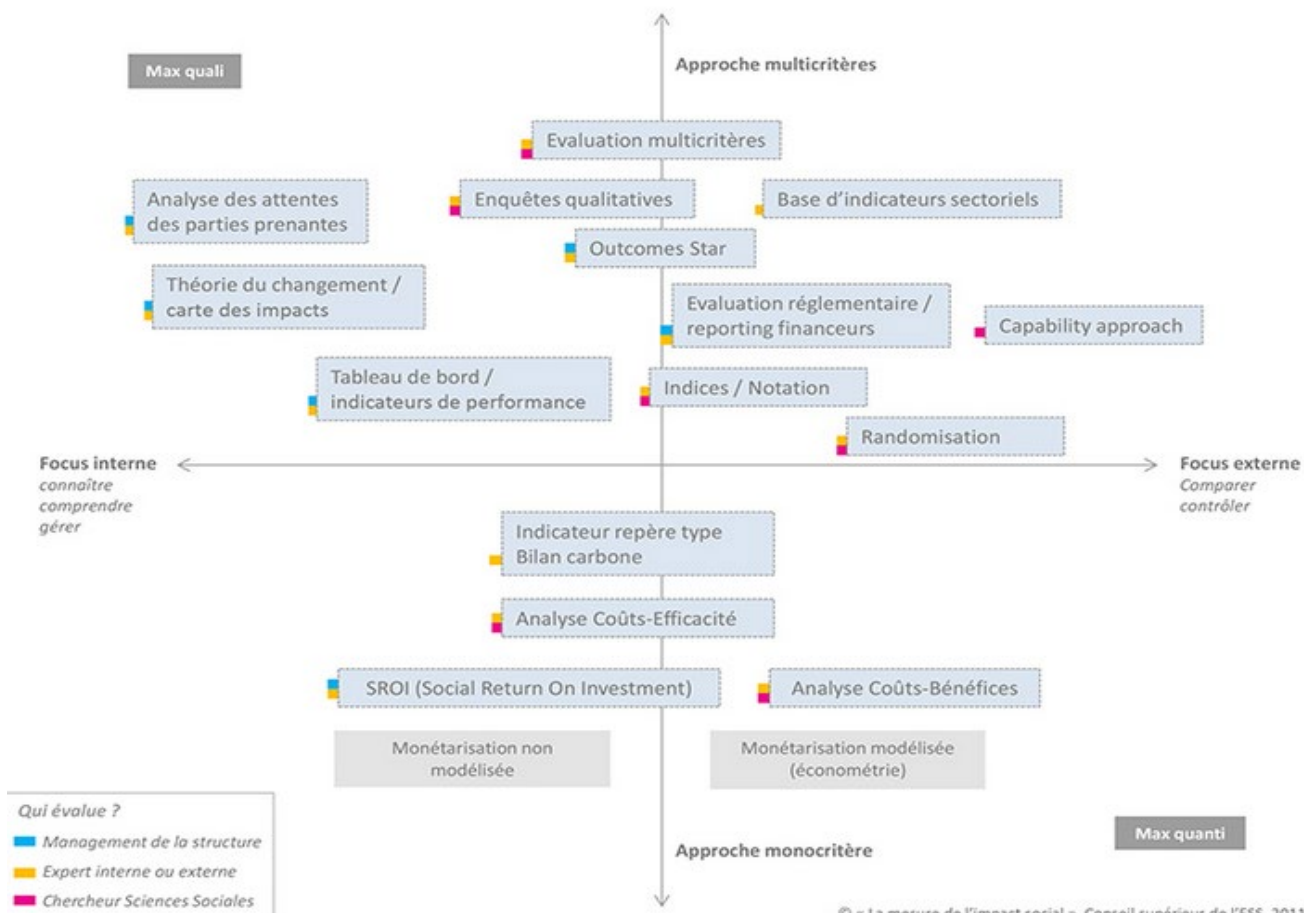 Max quali
Approche multicritères
Evaluation multicritères
Analyse des attentes
des parties prenantes
Enquêtes qualitatives
Base d'indicateurs sectoriels
Outcomes Star
Théorie du changement /
carte des impacts
Evaluation réglementaire /
reporting financeurs
Capability approach
Tableau de bord /
indicateurs de performance
Indices / Notation
Randomisation
Focus interne
connaître
comprendre
gérer
Focus externe
Comparer
contrôler
Indicateur repère type
Bilan carbone
Analyse Coûts-Efficacité
SROI (Social Return On Investment)
Analyse Coûts-Bénéfices
Monétarisation non
modélisée
Monétarisation modélisée
(économétrie)
Qui évalue ?
Management de la structure
Expert interne ou externe
Chercheur Sciences Sociales
Max quanti
Approche monocritère
© « La mesure de l'impact social », Conseil supérieur de l'ESS, 2011